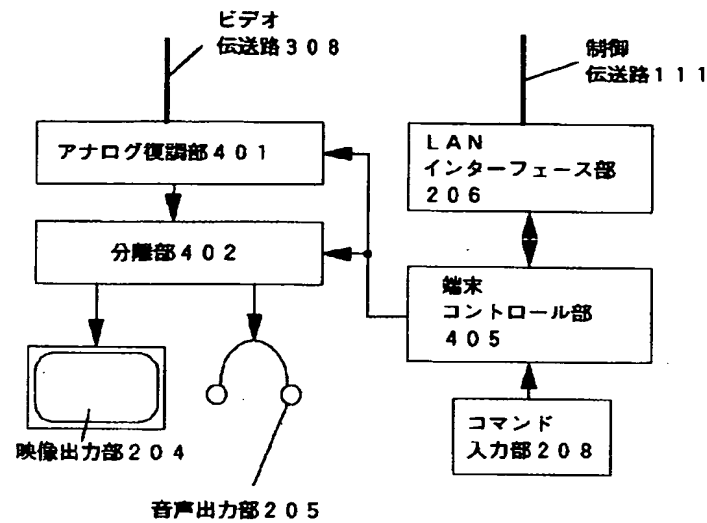 ビデオ
伝送路３０８
制御
伝送路１１１
アナログ復調部４０１
ＬＡＮ
インターフェース部
２０６
分離部４０２
端末
コントロール部
４０５
コマンド
入力部２０８
映像出力部２０４
音声出力部２０５